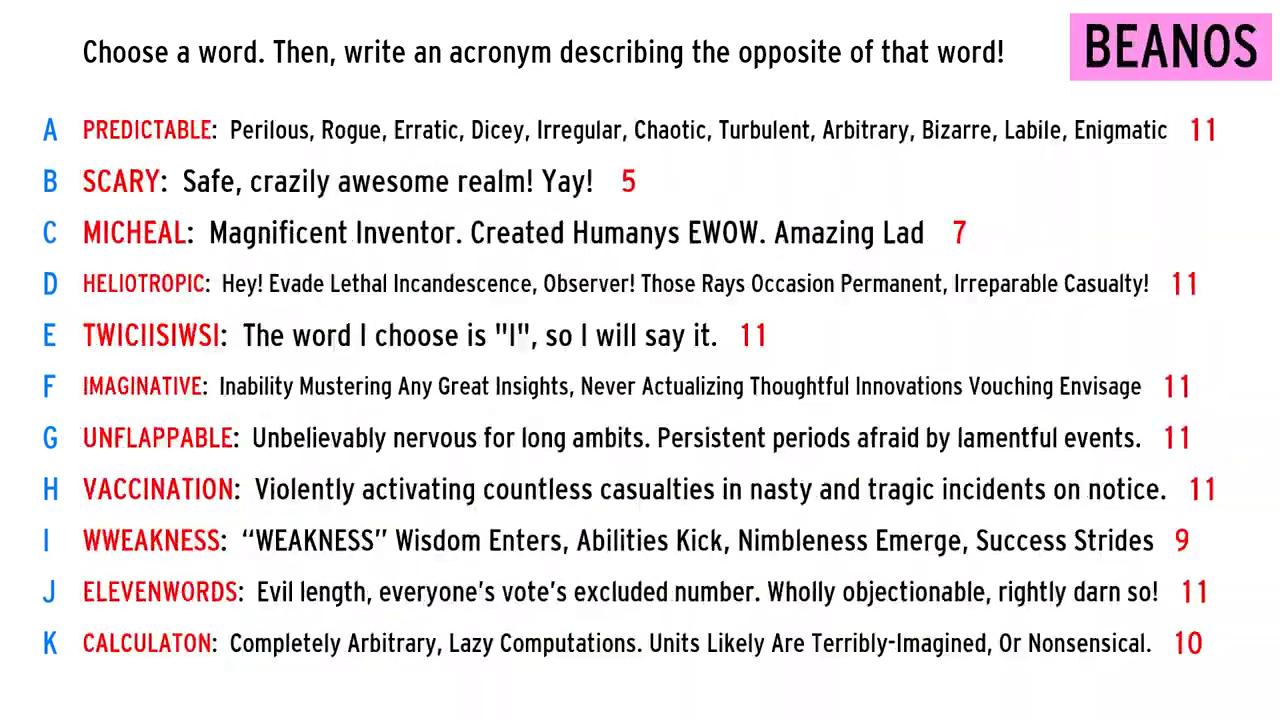 Choose a word. Then, write an acronym describing the opposite of that word!
BEANOS
A PREDICTABLE: Perilous, Rogue, Erratic, Dicey, Irregular, Chaotic, Turbulent, Arbitrary, Bizarre, Labile, Enigmatic 11
B SCARY: Safe, crazily awesome realm! Yay! 5
C MICHEAL: Magnificent Inventor. Created Humanys EWOW. Amazing Lad 7
D HELIOTROPIC: Hey! Evade Lethal Incandescence, Observer! Those Rays Occasion Permanent, Irreparable Casualty! 11
E TWICIISIWSI: The word I choose is "I", so I will say it. 11
F IMAGINATIVE: Inability Mustering Any Great Insights, Never Actualizing Thoughtful Innovations Vouching Envisage 11
G UNFLAPPABLE: Unbelievably nervous for long ambits. Persistent periods afraid by lamentful events. 11
H VACCINATION: Violently activating countless casualties in nasty and tragic incidents on notice. 11
I WWEAKNESS: “WEAKNESS” Wisdom Enters, Abilities Kick, Nimbleness Emerge, Success Strides 9
J ELEVENWORDS: Evil length, everyone’s vote’s excluded number. Wholly objectionable, rightly darn so! 11
K CALCULATON: Completely Arbitrary, Lazy Computations. Units Likely Are Terribly-Imagined, Or Nonsensical. 10